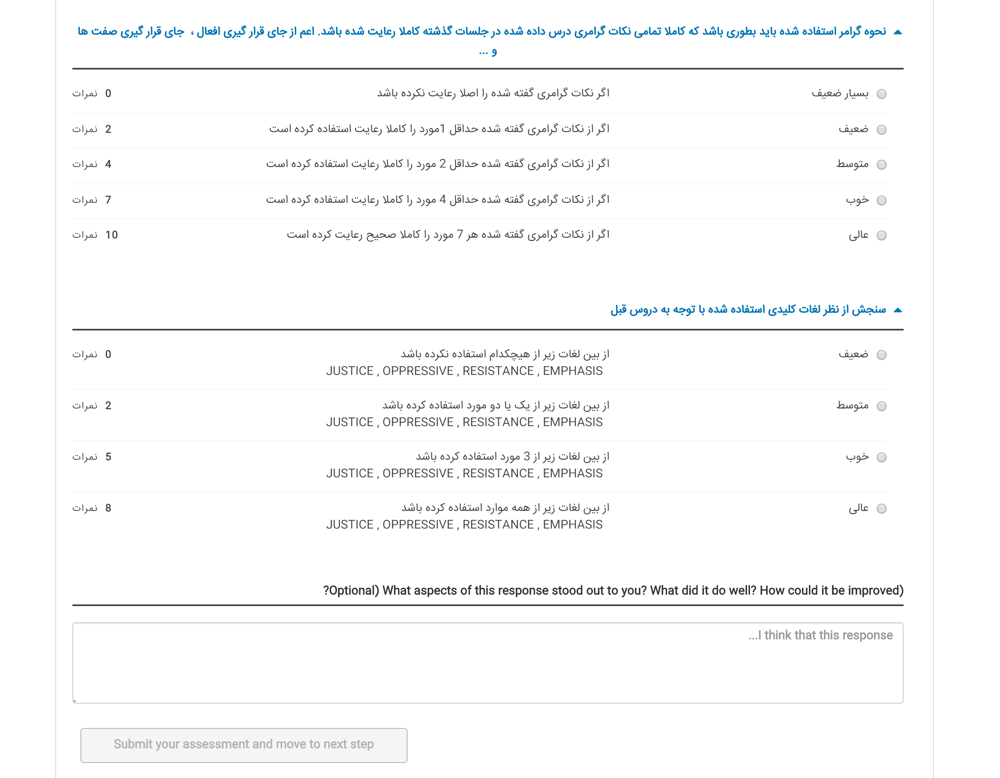 نحوه گرامر استفاده شده باید بطوری باشد که کاملا تمامی نکات گرامری درس داده شده در جلسات گذشته کاملا رعایت شده باشد. اعم از جای قرار گیری افعال ، جای قرار گیری صفت ها
و ...
بسیار ضعیف اگر نکات گرامری گفته شده را اصلا رعایت نکرده باشد 0 نمرات
ضعیف اگر از نکات گرامری گفته شده حداقل 1مورد را کاملا رعایت استفاده کرده است 2 نمرات
متوسط اگر از نکات گرامری گفته شده حداقل 2 مورد را کاملا رعایت استفاده کرده است 4 نمرات
خوب اگر از نکات گرامری گفته شده حداقل 4 مورد را کاملا رعایت استفاده کرده است 7 نمرات
عالی اگر از نکات گرامری گفته شده هر 7 مورد را کاملا صحیح رعایت کرده است 10 نمرات
سنجش از نظر لغات کلیدی استفاده شده با توجه به دروس قبل
ضعیف از بین لغات زیر از هیچکدام استفاده نکرده باشد 0 نمرات
JUSTICE , OPPRESSIVE , RESISTANCE , EMPHASIS
متوسط از بین لغات زیر از یک یا دو مورد استفاده کرده باشد 2 نمرات
JUSTICE , OPPRESSIVE , RESISTANCE , EMPHASIS
خوب از بین لغات زیر از 3 مورد استفاده کرده باشد 5 نمرات
JUSTICE , OPPRESSIVE , RESISTANCE , EMPHASIS
عالی از بین لغات زیر از همه موارد استفاده کرده باشد 8 نمرات
JUSTICE , OPPRESSIVE , RESISTANCE , EMPHASIS
?Optional) What aspects of this response stood out to you? What did it do well? How could it be improved)
...I think that this response
Submit your assessment and move to next step